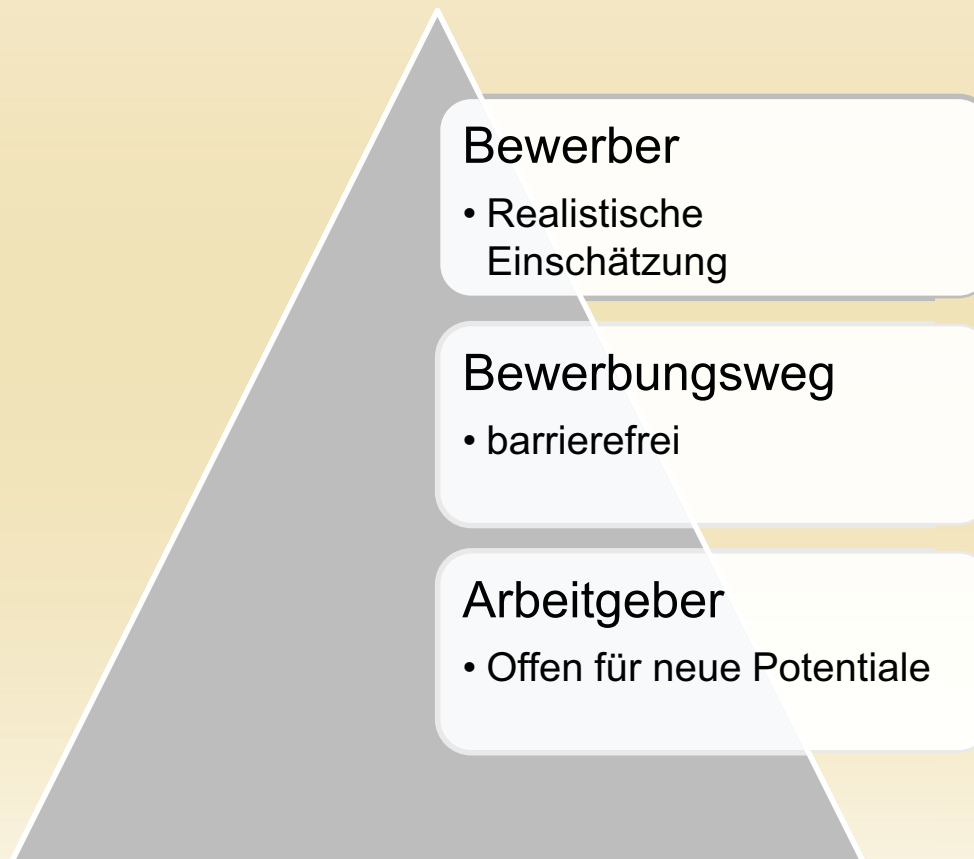 Bewerber
• Realistische
Einschätzung
Bewerbungsweg
• barrierefrei
Arbeitgeber
• Offen für neue Potentiale